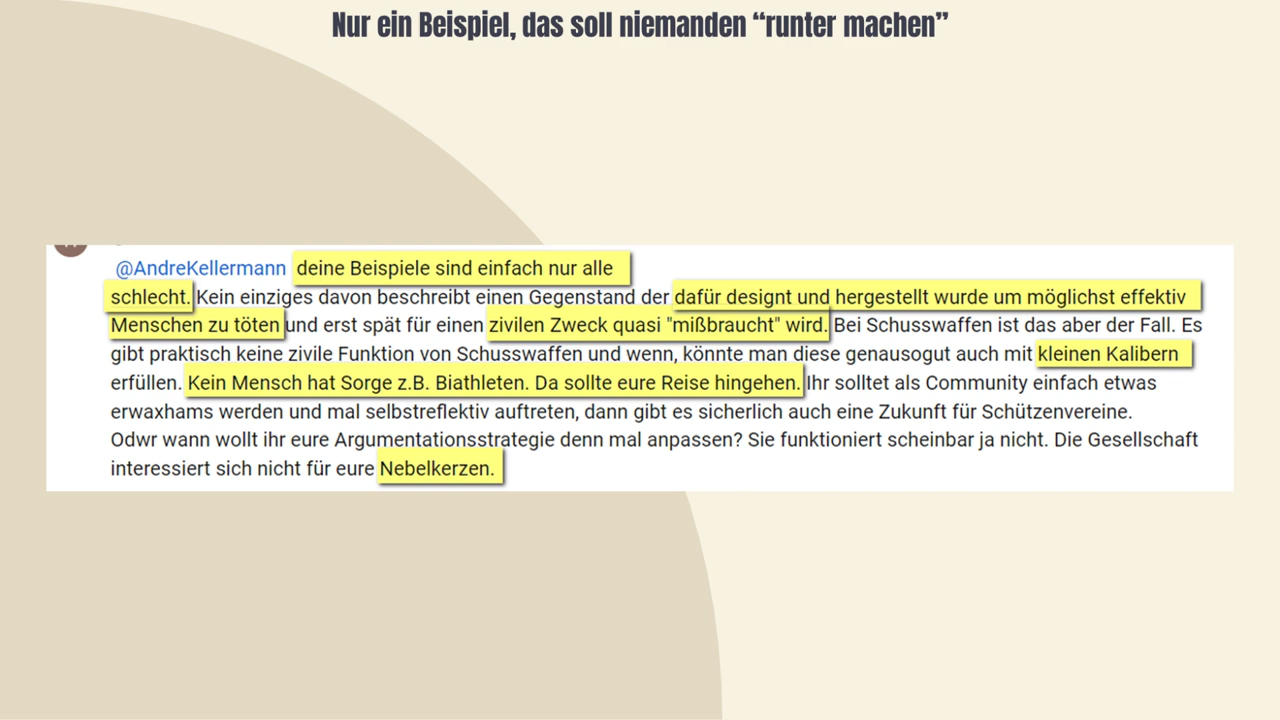 Nur ein Beispiel, das soll niemanden “runter machen”
@AndreKellermann deine Beispiele sind einfach nur alle
schlecht. Kein einziges davon beschreibt einen Gegenstand der dafür designt und hergestellt wurde um möglichst effektiv
Menschen zu töten und erst spät für einen zivilen Zweck quasi "mißbraucht" wird. Bei Schusswaffen ist das aber der Fall. Es
gibt praktisch keine zivile Funktion von Schusswaffen und wenn, könnte man diese genausogut auch mit kleinen Kalibern
erfüllen. Kein Mensch hat Sorge z.B. Biathleten. Da sollte eure Reise hingehen. Ihr solltet als Community einfach etwas
erwaxhams werden und mal selbstreflektiv auftreten, dann gibt es sicherlich auch eine Zukunft für Schützenvereine.
Odwr wann wollt ihr eure Argumentationsstrategie denn mal anpassen? Sie funktioniert scheinbar ja nicht. Die Gesellschaft
interessiert sich nicht für eure Nebelkerzen.